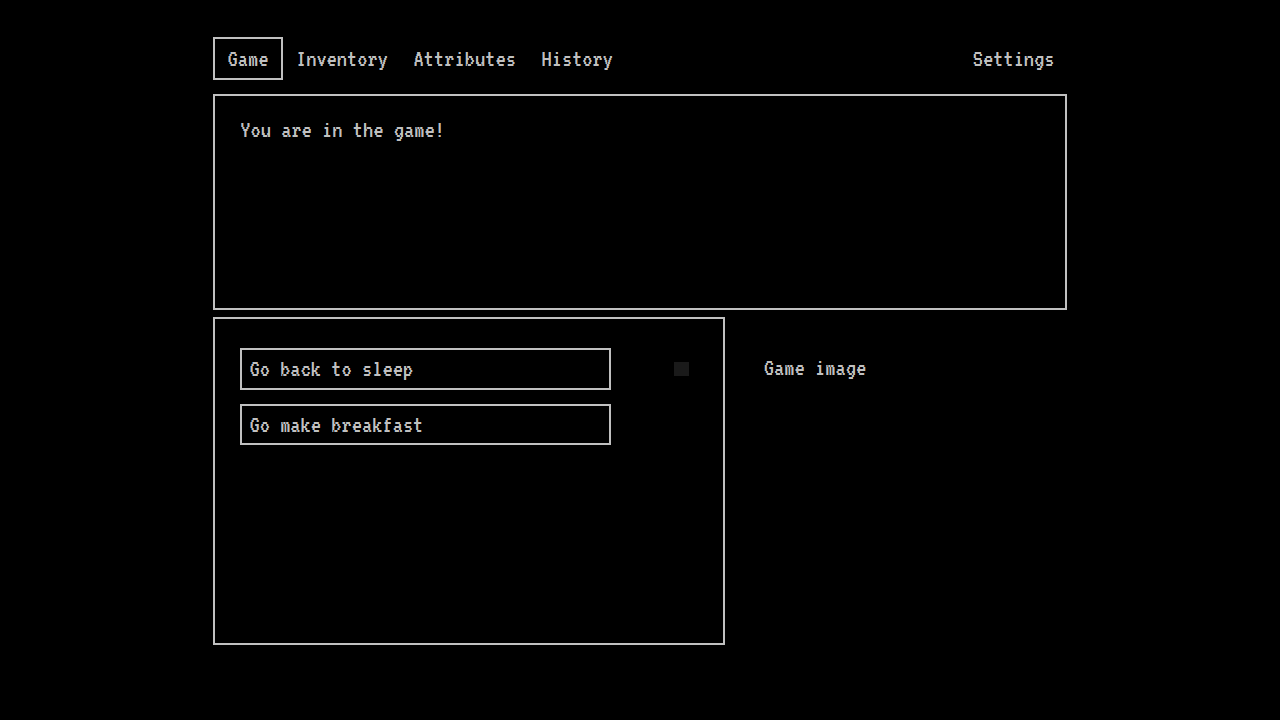 Game Inventory Attributes History Settings
You are in the game!
Go back to sleep
Game image
Go make breakfast